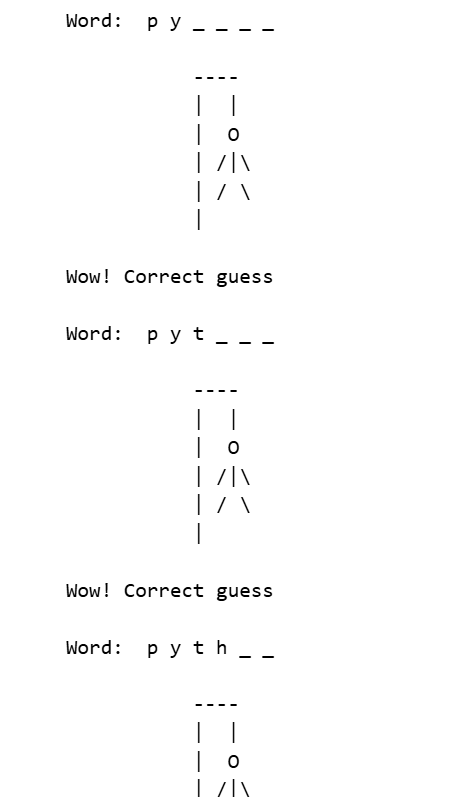 Word:  p y _ _ _ _
----
|  |
|  O
| /|\
| / \
|
Wow! Correct guess
Word:  p y t _ _ _
----
|  |
|  O
| /|\
| / \
|
Wow! Correct guess
Word:  p y t h _ _
----
|  |
|  O
| /|\